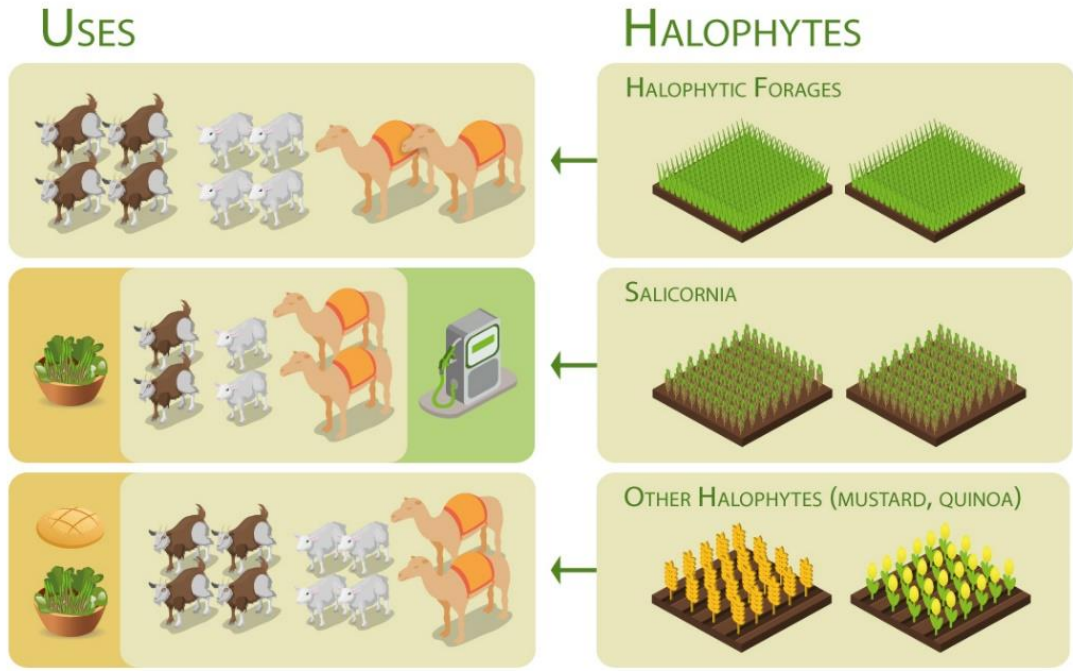 USES
HALOPHYTES
HALOPHYTIC FORAGES
SALICORNIA
OTHER HALOPHYTES (MUSTARD, QUINOA)